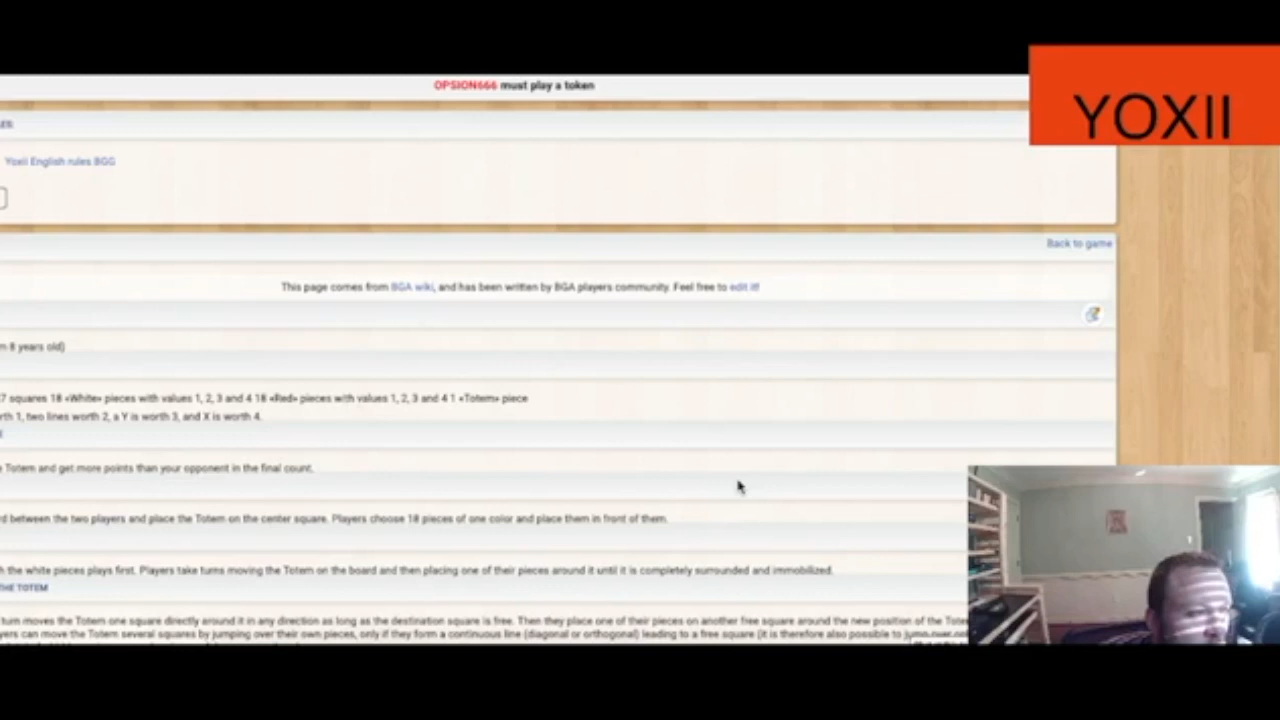 OPSION666 must play a token
YOXII
Yoxii English rules BGG
Back to game
This page comes from BGA wiki, and has been written by BGA players community. Feel free to edit it!
8 years old)
7 squares 18 «White» pieces with values 1, 2, 3 and 4 18 «Red» pieces with values 1, 2, 3 and 4 1 «Totem» piece
1, two lines worth 2, a Y is worth 3, and X is worth 4.
Totem and get more points than your opponent in the final count.
between the two players and place the Totem on the center square. Players choose 18 pieces of one color and place them in front of them.
the white pieces plays first. Players take turns moving the Totem on the board and then placing one of their pieces around it until it is completely surrounded and immobilized.
THE TOTEM
turn moves the Totem one square directly around it in any direction as long as the destination square is free. Then they place one of their pieces on another free square around the new position of the
can move the Totem several squares by jumping over their own pieces, only if they form a continuous line (diagonal or orthogonal) leading to a free square (it is therefore also possible to jump over